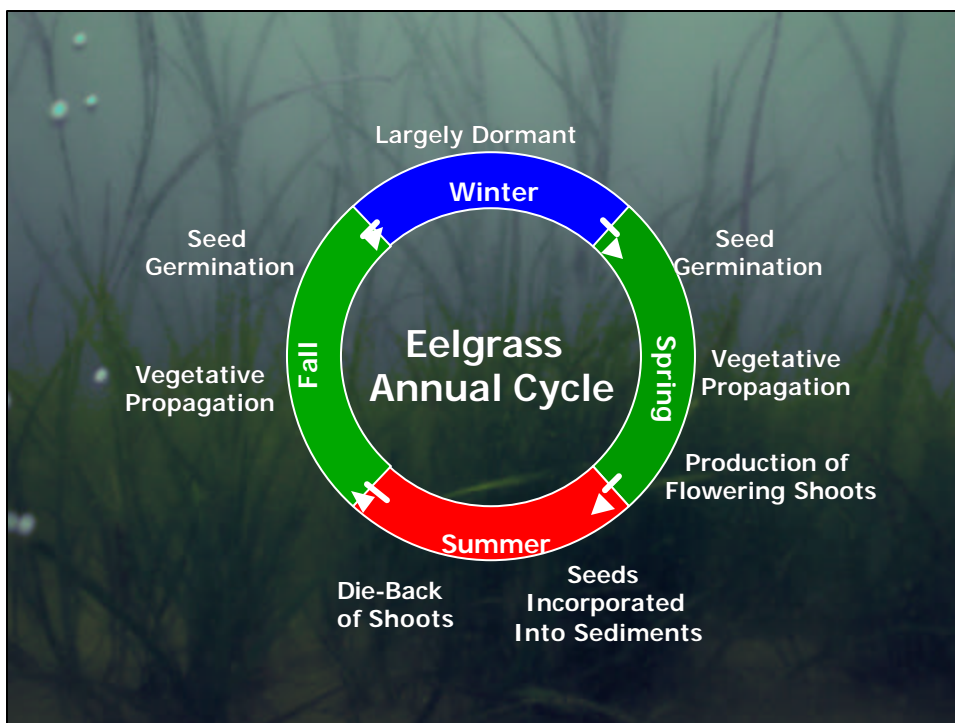 Largely Dormant
Winter
Seed
Germination
Seed
Germination
Eelgrass
Annual Cycle
Fall
Spring
Vegetative
Propagation
Vegetative
Propagation
Production of
Flowering Shoots
Summer
Die-Back
of Shoots
Seeds
Incorporated
Into Sediments